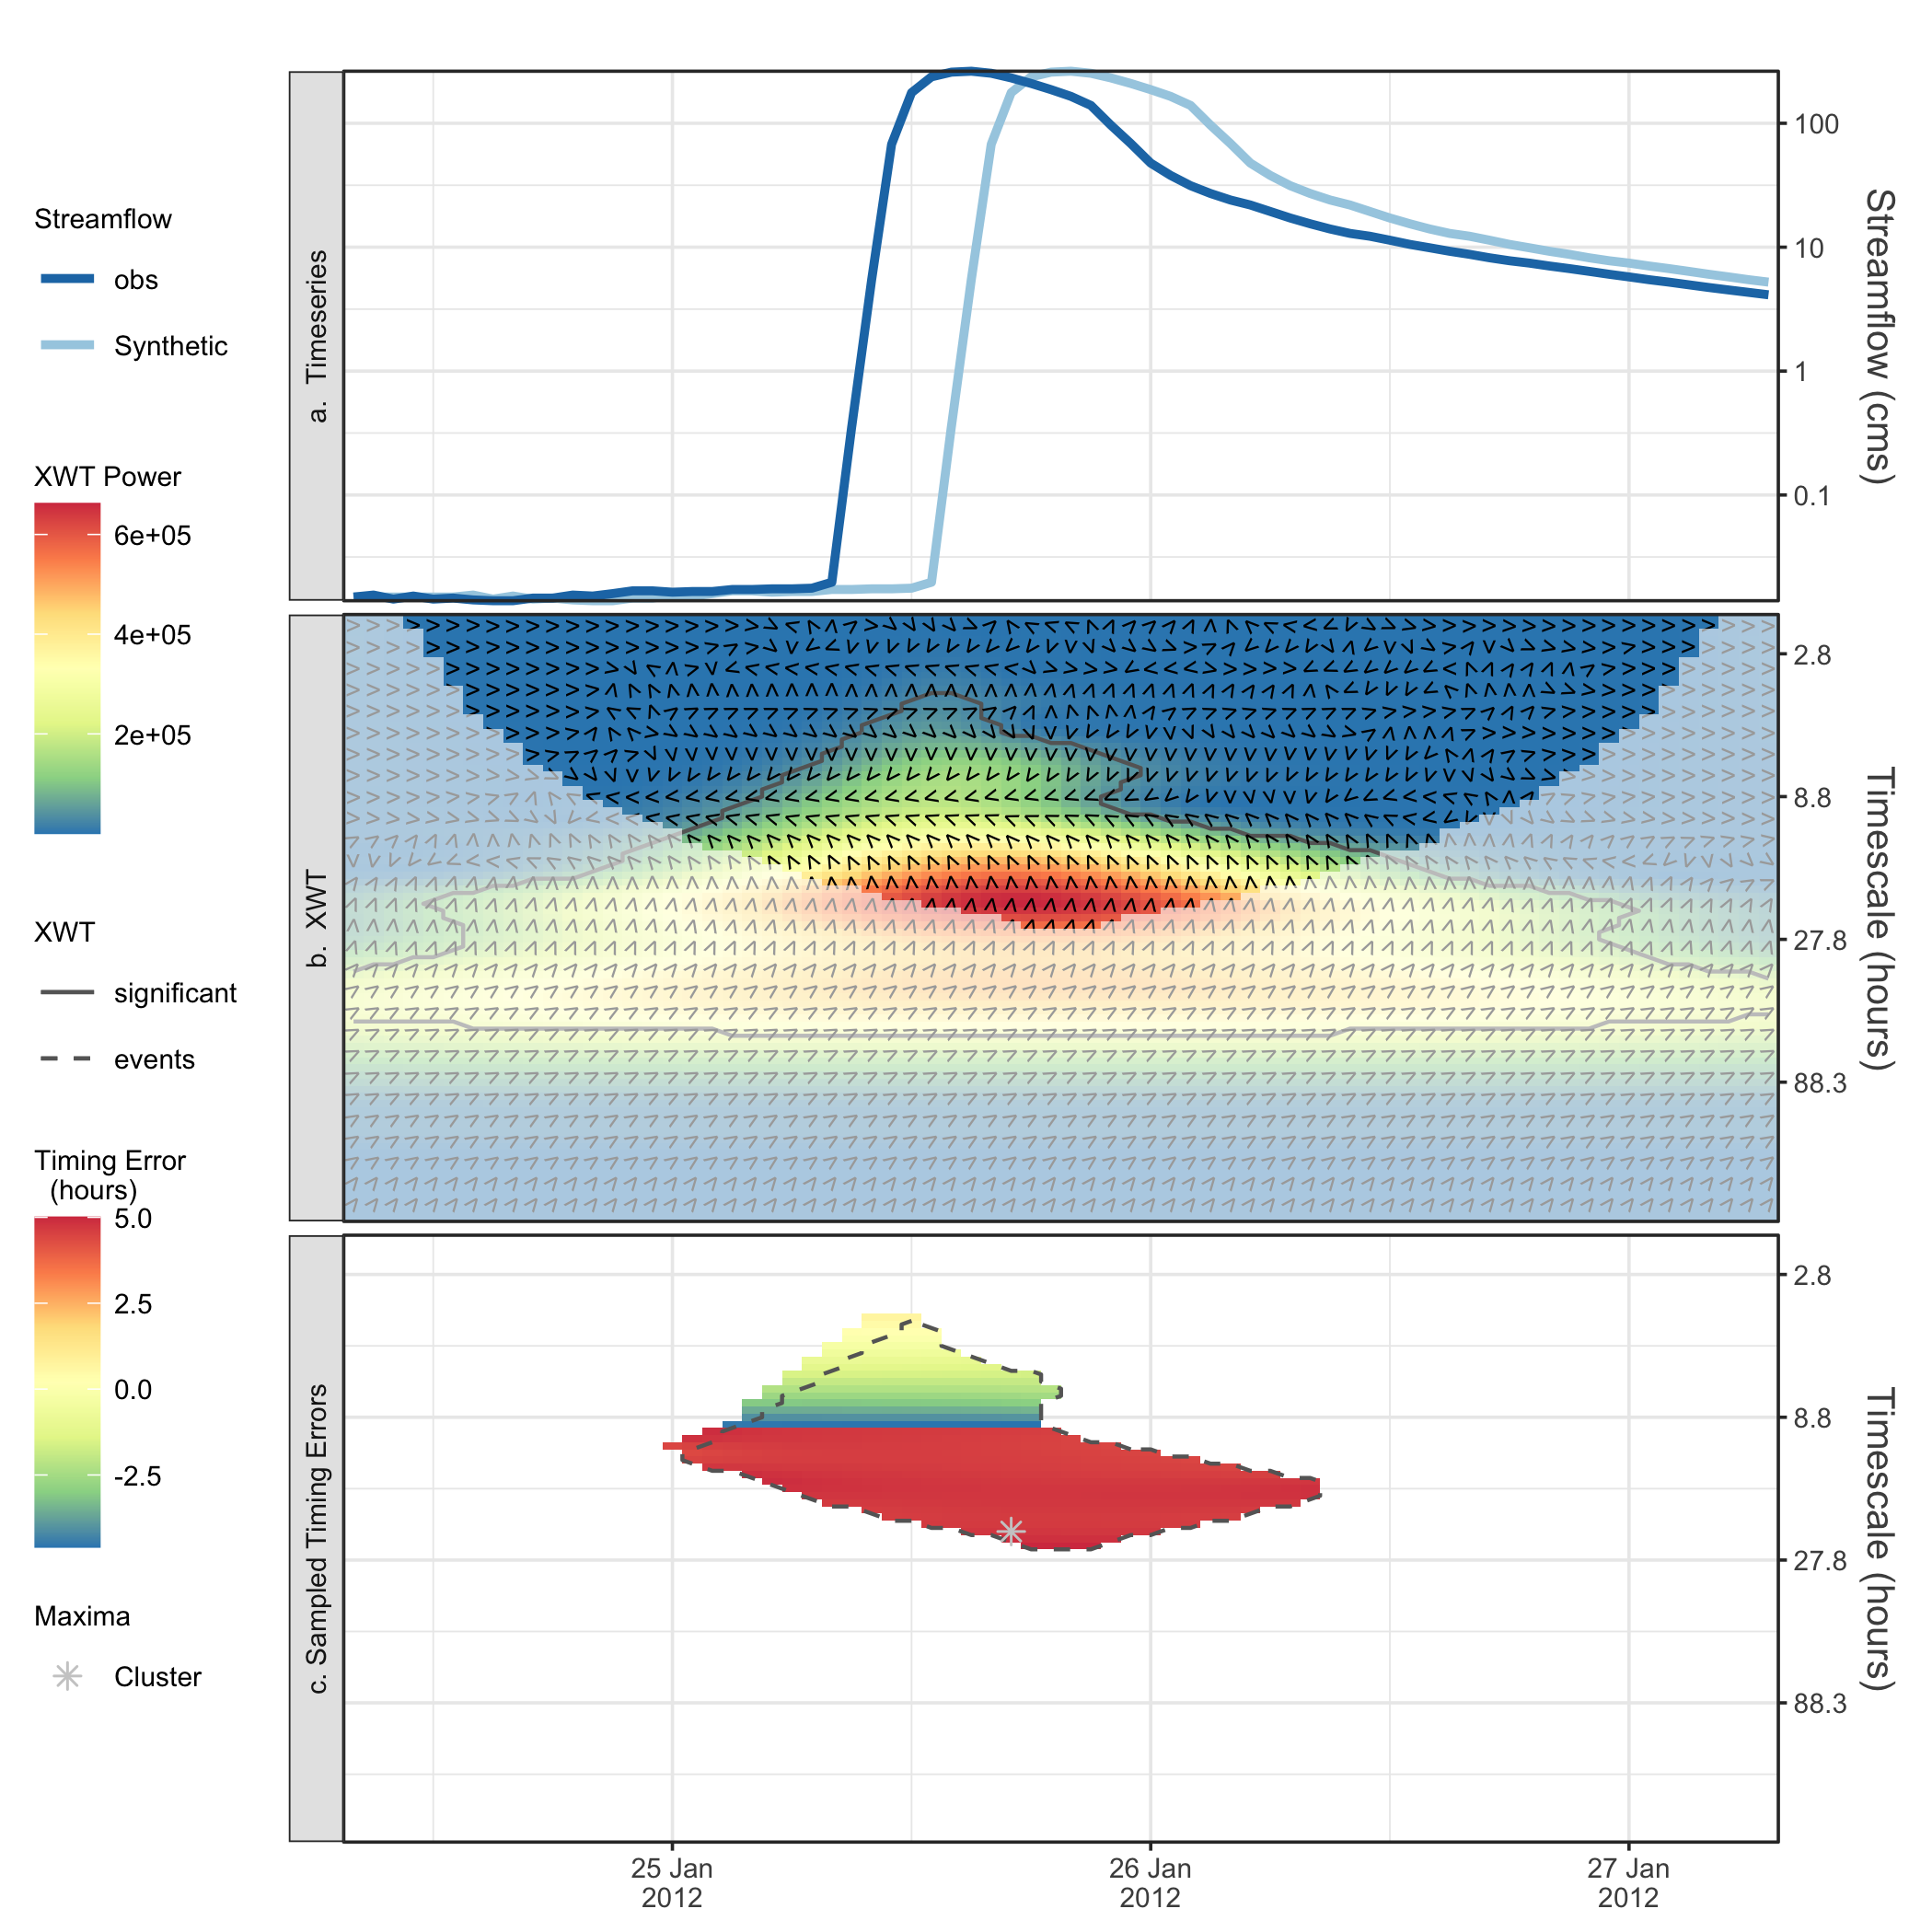 Streamflow
obs
Synthetic
XWT Power
6e+05
4e+05
2e+05
XWT
significant
events
Timing Error
(hours)
5.0
2.5
0.0
-2.5
Maxima
Cluster
a.  Timeseries
100
10
1
0.1
Streamflow (cms)
b.  XWT
2.8
8.8
27.8
88.3
Timescale (hours)
c. Sampled Timing Errors
2.8
8.8
27.8
88.3
Timescale (hours)
25 Jan
2012
26 Jan
2012
27 Jan
2012